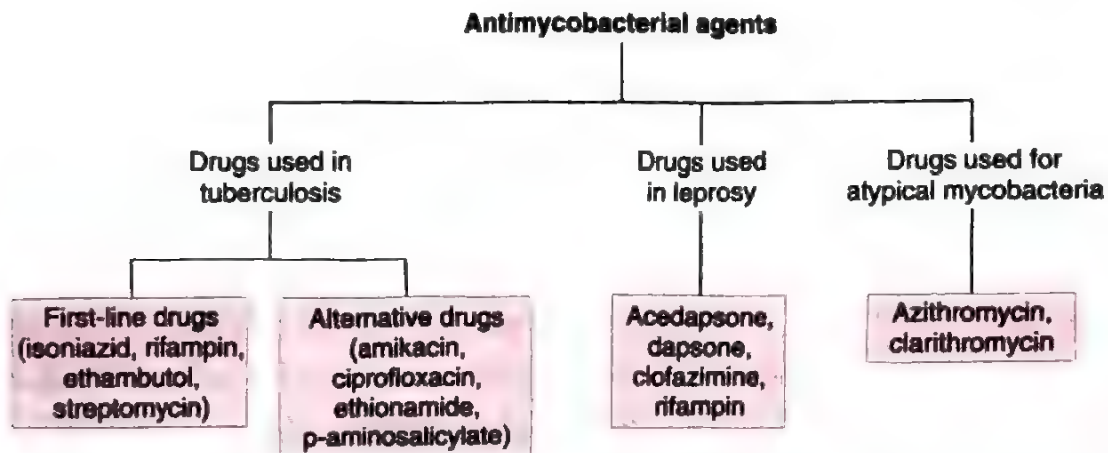 Antimycobacterial agents
Drugs used in
tuberculosis
Drugs used
in leprosy
Drugs used for
atypical mycobacteria
First-line drugs
(isoniazid, rifampin,
ethambutol,
streptomycin)
Alternative drugs
(amikacin,
ciprofloxacin,
ethionamide,
p-aminosalicylate)
Acedapsone,
dapsone,
clofazimine,
rifampin
Azithromycin,
clarithromycin